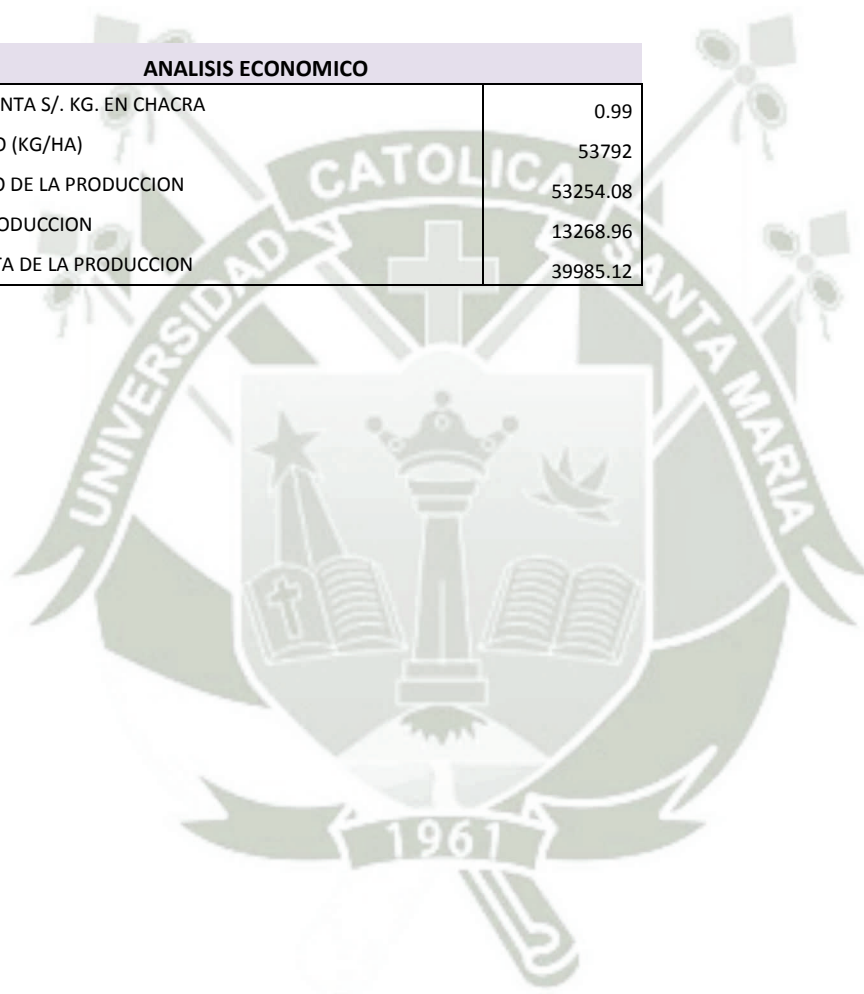 ANALISIS ECONOMICO
NTA S/. KG. EN CHACRA 0.99
O (KG/HA) 53792
O DE LA PRODUCCION 53254.08
ODUCCION 13268.96
TA DE LA PRODUCCION 39985.12
UNIVERSIDAD CATOLICA SANTA MARIA
1961